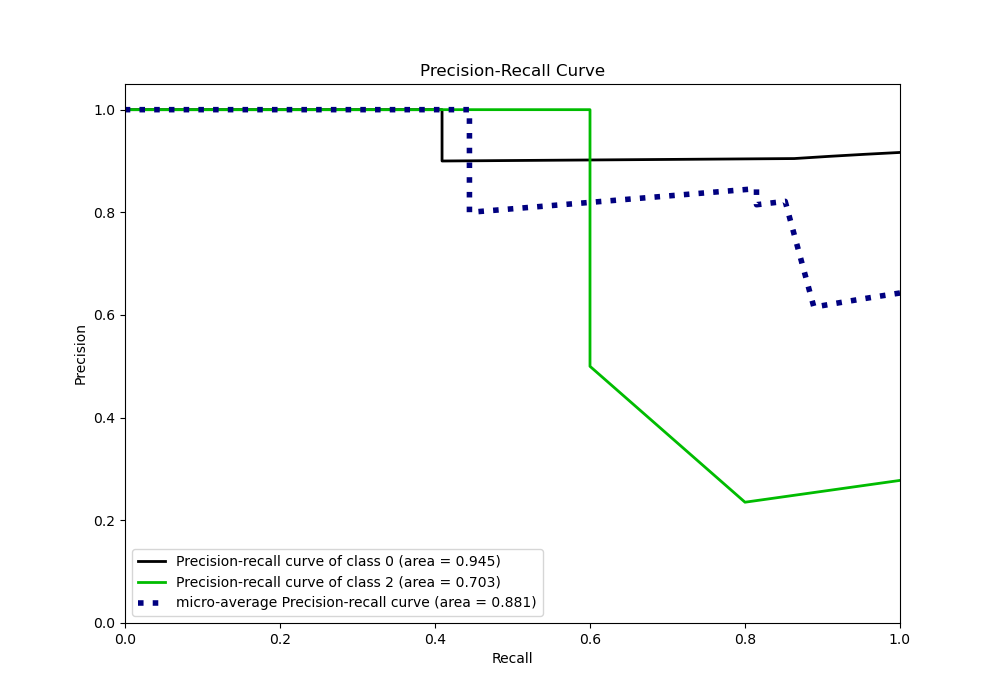 Precision-Recall Curve
1.0
0.8
0.6
0.4
0.2
0.0
Precision
Precision-recall curve of class 0 (area = 0.945)
Precision-recall curve of class 2 (area = 0.703)
micro-average Precision-recall curve (area = 0.881)
0.0 0.2 0.4 0.6 0.8 1.0
Recall